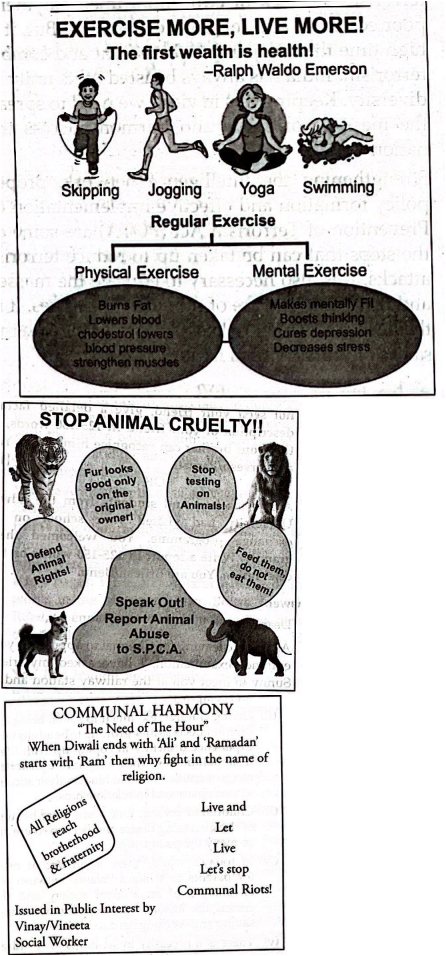 EXERCISE MORE, LIVE MORE!
The first wealth is health!
–Ralph Waldo Emerson
Skipping Jogging Yoga Swimming
Regular Exercise
Physical Exercise Mental Exercise
Burns Fat
Lowers blood
chodestrol lowers
blood pressure
strengthen muscles
Makes mentally Fit
Boosts thinking
Cures depression
Decreases stress
STOP ANIMAL CRUELTY!!
Fur looks
good only
on the
original
owner!
Stop
testing
on
Animals!
Defend
Animal
Rights!
Feed them,
do not
eat them!
Speak Out!
Report Animal
Abuse
to S.P.C.A.
COMMUNAL HARMONY
“The Need of The Hour”
When Diwali ends with ‘Ali’ and ‘Ramadan’
starts with ‘Ram’ then why fight in the name of
religion.
All Religions
teach
brotherhood
& fraternity
Live and
Let
Live
Let's stop
Communal Riots!
Issued in Public Interest by
Vinay/Vineeta
Social Worker